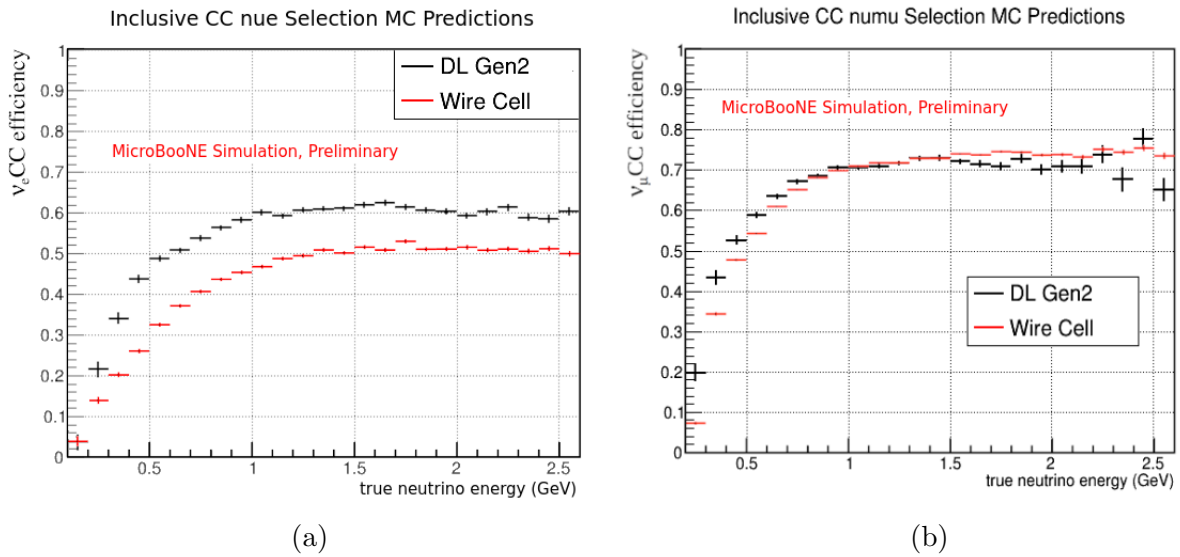 Inclusive CC nue Selection MC Predictions
νₑCC efficiency
1
0.9
0.8
0.7
0.6
0.5
0.4
0.3
0.2
0.1
0
DL Gen2
Wire Cell
MicroBooNE Simulation, Preliminary
0.5
1
1.5
2
2.5
true neutrino energy (GeV)
(a)
Inclusive CC numu Selection MC Predictions
ν_μCC efficiency
1
0.9
0.8
0.7
0.6
0.5
0.4
0.3
0.2
0.1
0
MicroBooNE Simulation, Preliminary
DL Gen2
Wire Cell
0.5
1
1.5
2
2.5
true neutrino energy (GeV)
(b)